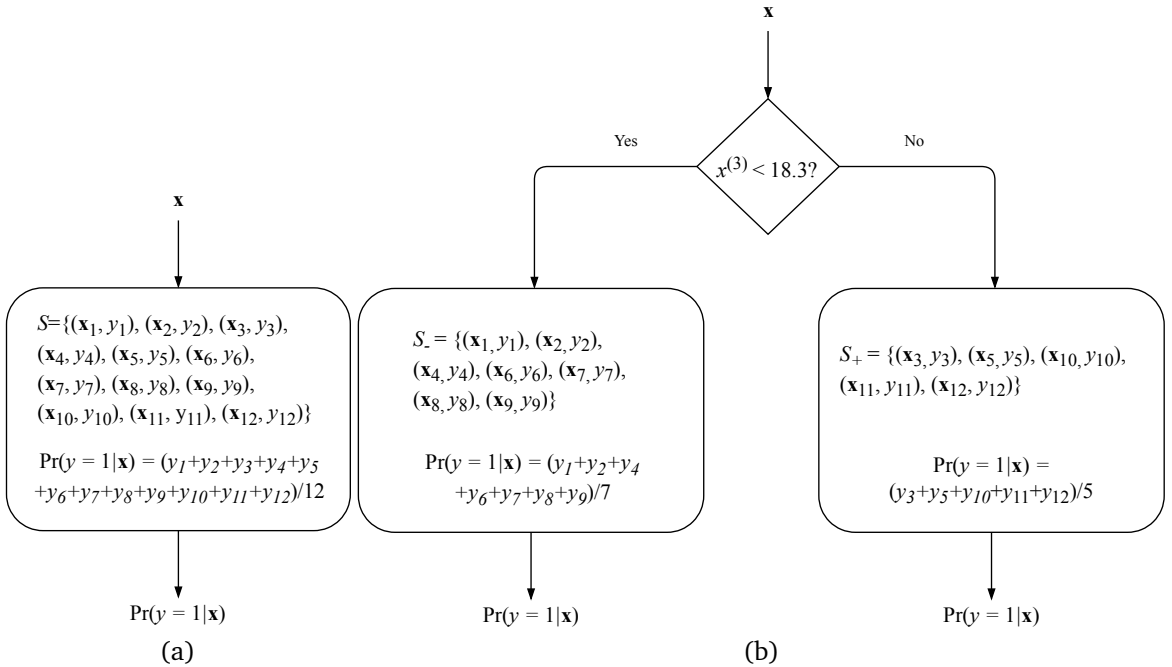 x
S={(x1, y1), (x2, y2), (x3, y3),
(x4, y4), (x5, y5), (x6, y6),
(x7, y7), (x8, y8), (x9, y9),
(x10, y10), (x11, y11), (x12, y12)}
Pr(y = 1|x) = (y1+y2+y3+y4+y5
+y6+y7+y8+y9+y10+y11+y12)/12
Pr(y = 1|x)
(a)
x
x(3) < 18.3?
Yes
No
S- = {(x1, y1), (x2, y2),
(x4, y4), (x6, y6), (x7, y7),
(x8, y8), (x9, y9)}
Pr(y = 1|x) = (y1+y2+y4
+y6+y7+y8+y9)/7
Pr(y = 1|x)
S+ = {(x3, y3), (x5, y5), (x10, y10),
(x11, y11), (x12, y12)}
Pr(y = 1|x) =
(y3+y5+y10+y11+y12)/5
Pr(y = 1|x)
(b)